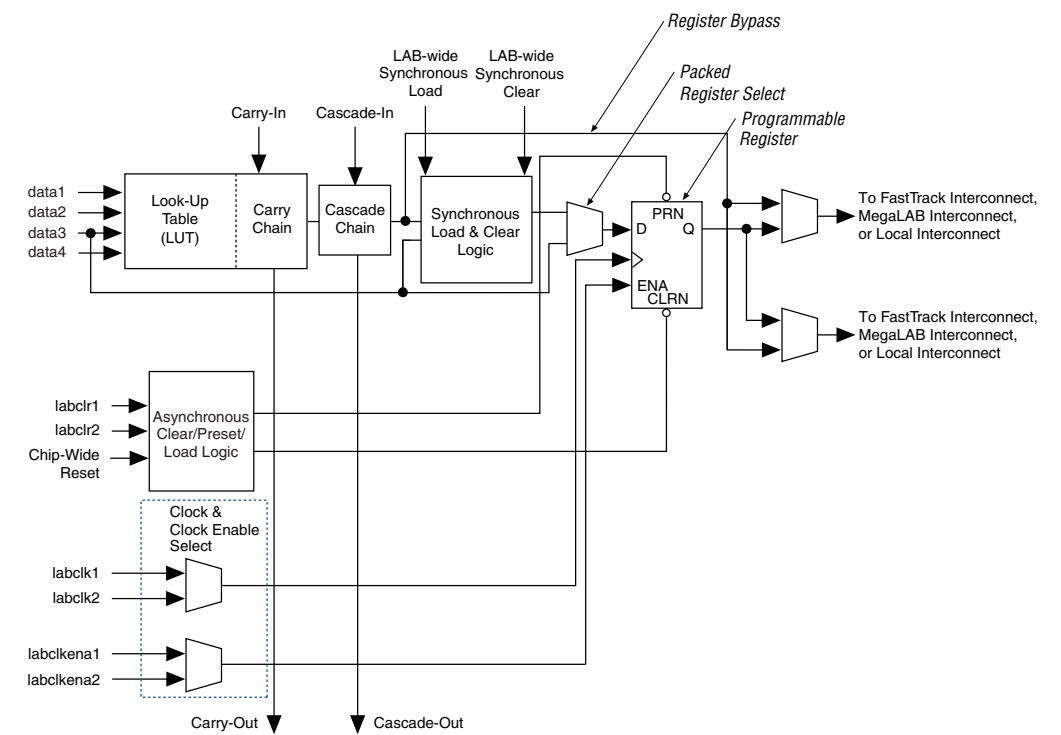 Register Bypass
LAB-wide
Synchronous
Load
LAB-wide
Synchronous
Clear
Packed
Register Select
Carry-In
Cascade-In
Programmable
Register
data1
data2
data3
data4
Look-Up
Table
(LUT)
Carry
Chain
Cascade
Chain
Synchronous
Load & Clear
Logic
PRN
D
Q
ENA
CLRN
To FastTrack Interconnect,
MegaLAB Interconnect,
or Local Interconnect
To FastTrack Interconnect,
MegaLAB Interconnect,
or Local Interconnect
labclr1
labclr2
Chip-Wide
Reset
Asynchronous
Clear/Preset/
Load Logic
Clock &
Clock Enable
Select
labclk1
labclk2
labclkena1
labclkena2
Carry-Out
Cascade-Out